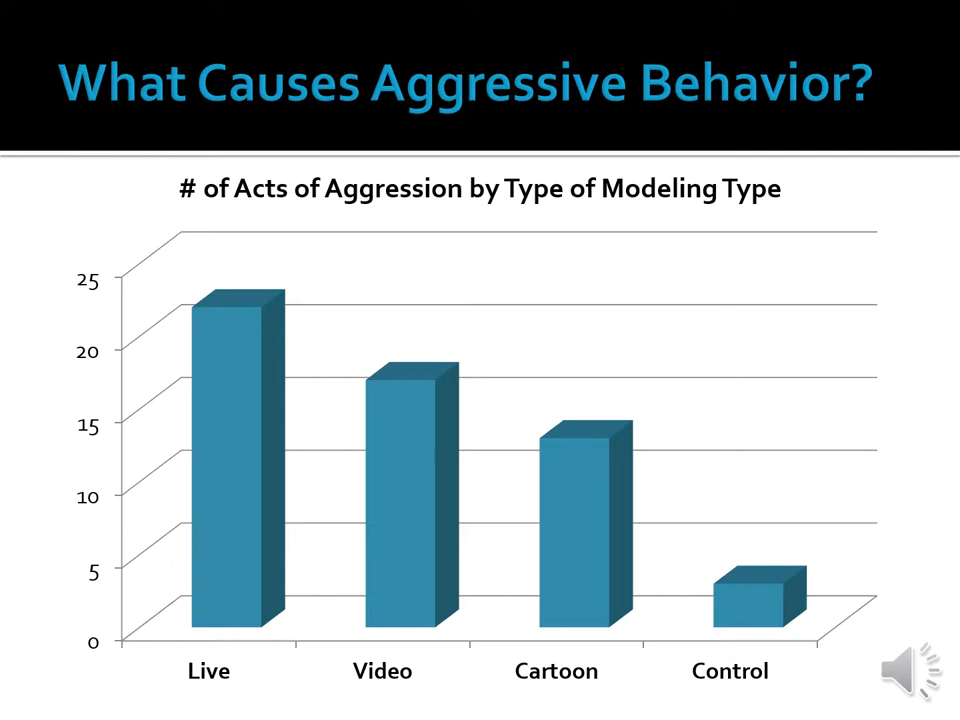 What Causes Aggressive Behavior?
# of Acts of Aggression by Type of Modeling Type
25
20
15
10
5
0
Live Video Cartoon Control